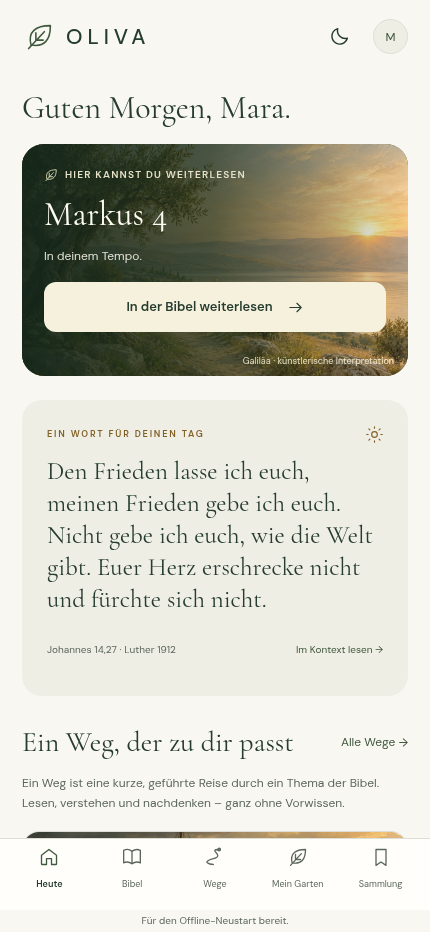 OLIVA
M
Guten Morgen, Mara.
HIER KANNST DU WEITERLESEN
Markus 4
In deinem Tempo.
In der Bibel weiterlesen →
Galiläa · künstlerische Interpretation
EIN WORT FÜR DEINEN TAG
Den Frieden lasse ich euch,
meinen Frieden gebe ich euch.
Nicht gebe ich euch, wie die Welt
gibt. Euer Herz erschrecke nicht
und fürchte sich nicht.
Johannes 14,27 · Luther 1912
Im Kontext lesen →
Ein Weg, der zu dir passt
Alle Wege →
Ein Weg ist eine kurze, geführte Reise durch ein Thema der Bibel.
Lesen, verstehen und nachdenken – ganz ohne Vorwissen.
Heute
Bibel
Wege
Mein Garten
Sammlung
Für den Offline-Neustart bereit.